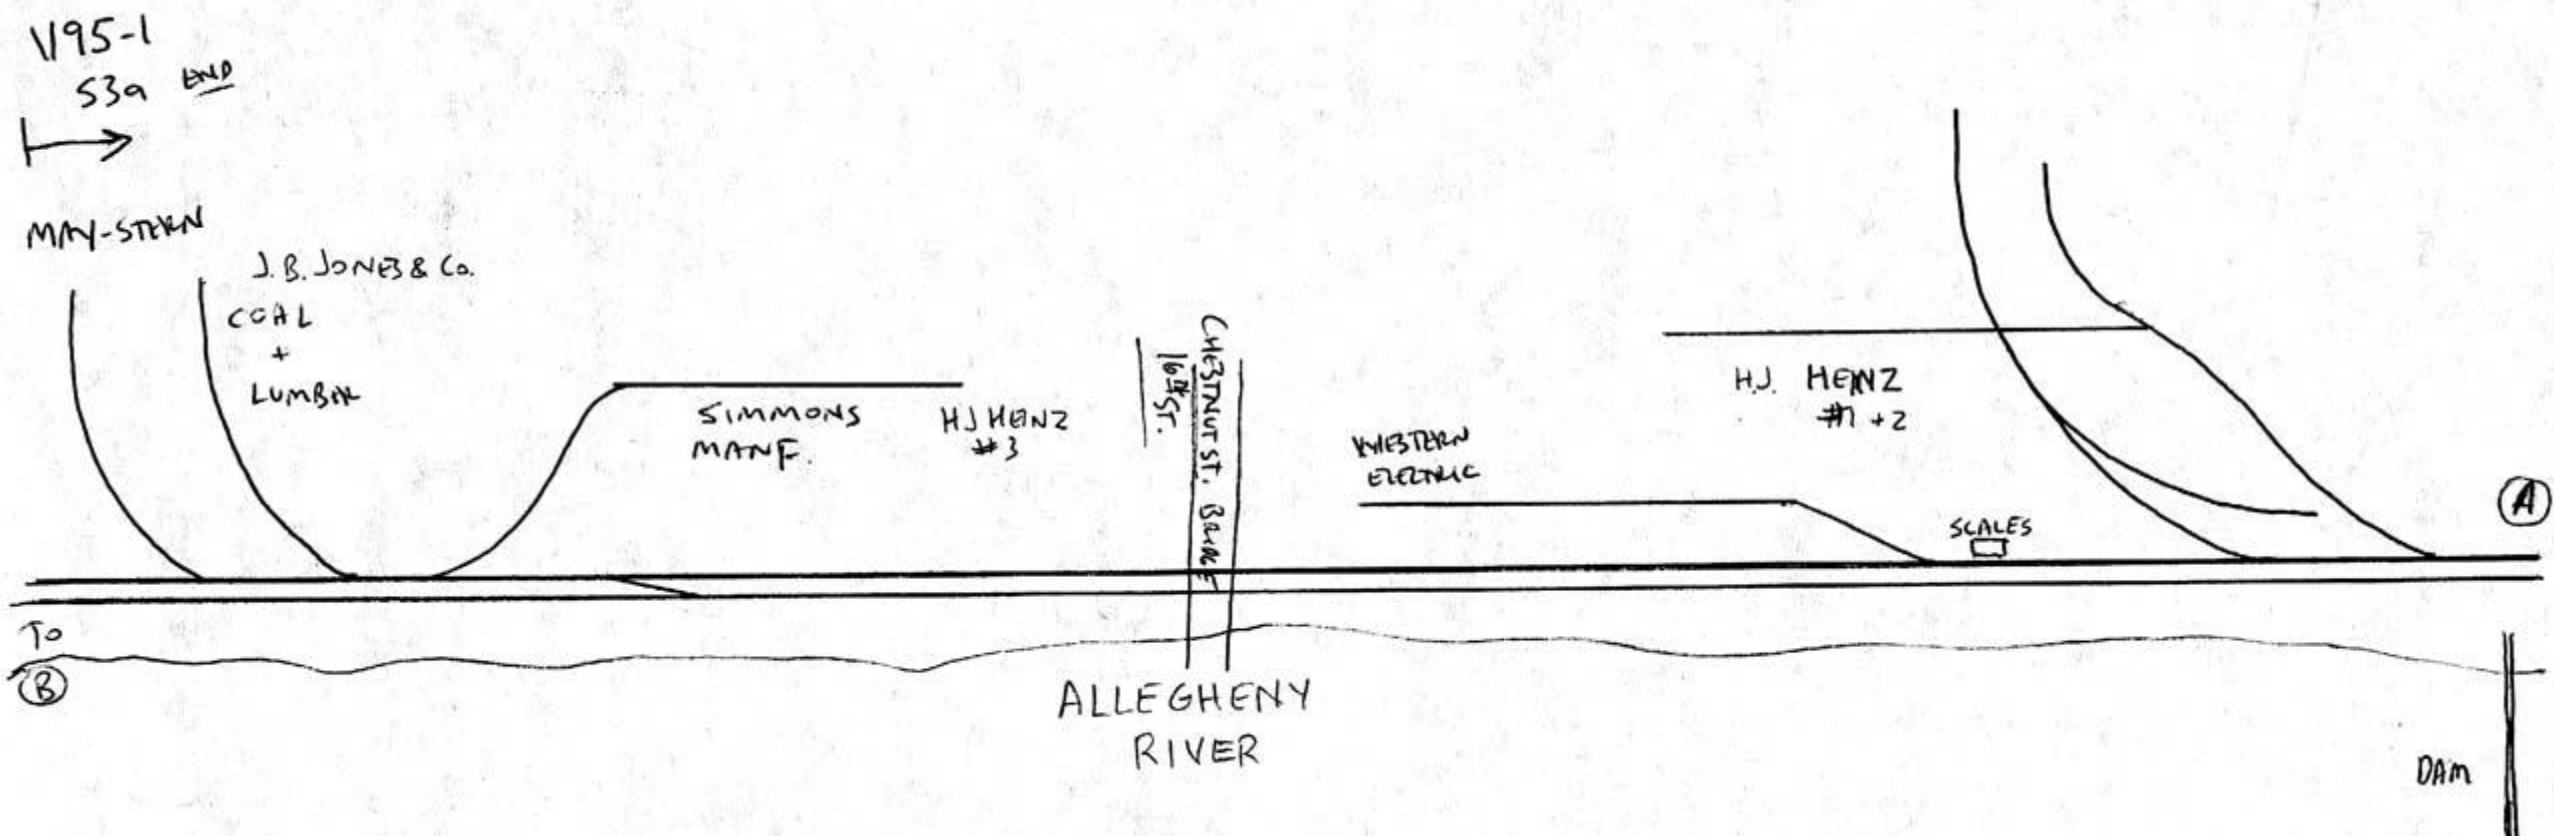 V95-1
53a END
MAY-STERN
J.B. JONES & Co.
COAL
+
LUMBER
SIMMONS
MANF.
HJ HEINZ
#3
16TH ST.
CHESTNUT ST. BRIDGE
WESTERN
ELECTRIC
H.J. HEINZ
#1 + 2
SCALES
A
TO
B
ALLEGHENY
RIVER
DAM